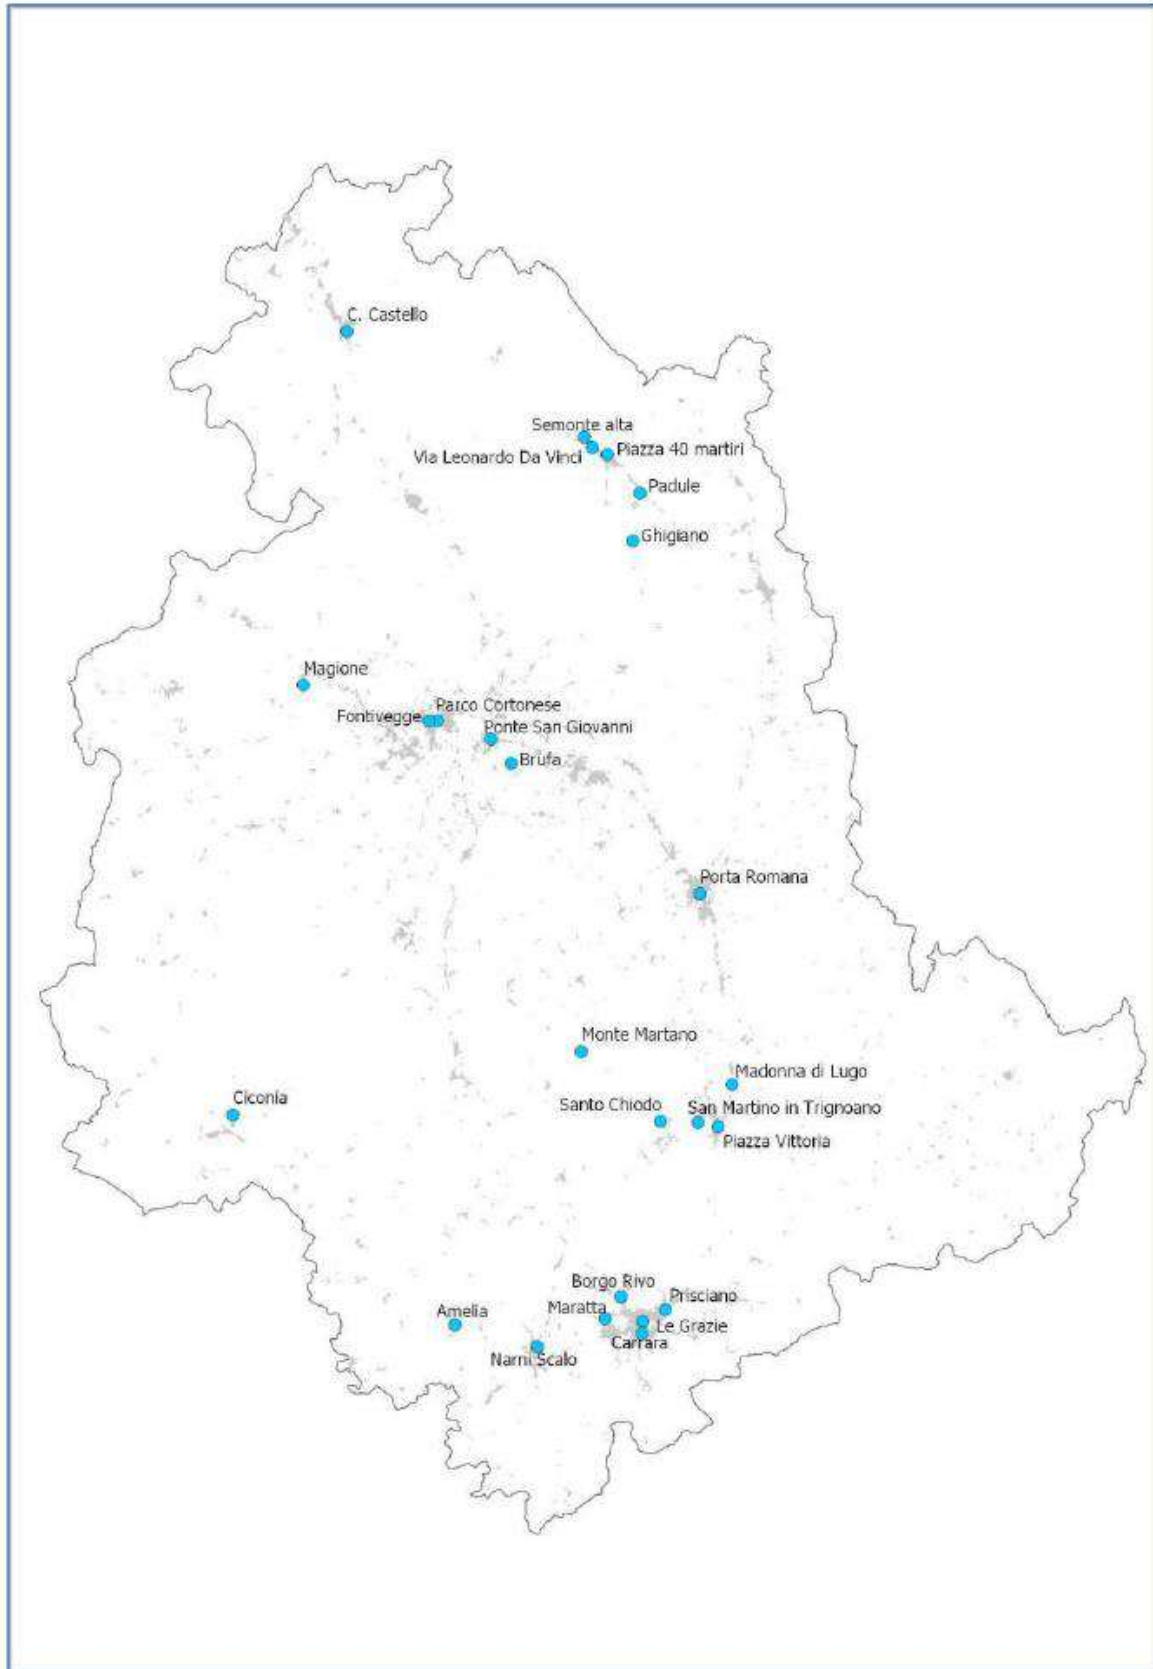 C. Castello
Semonte alta
Via Leonardo Da Vinci
Piazza 40 martiri
Padule
Ghigiano
Magione
Parco Cortonese
Fontivegge
Ponte San Giovanni
Brufa
Porta Romana
Monte Martano
Madonna di Lugo
Ciconia
Santo Chiodo
San Martino in Trignoano
Piazza Vittoria
Borgo Rivo
Prisciano
Maratta
Amelia
Le Grazie
Carrara
Narni Scalo